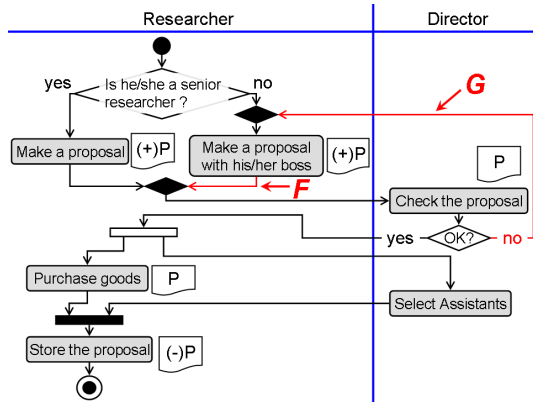 Researcher
Director
Is he/she a senior
researcher ?
yes
no
G
Make a proposal
(+)P
Make a proposal
with his/her boss
(+)P
F
P
Check the proposal
OK?
yes
no
Purchase goods
P
Select Assistants
Store the proposal
(-)P